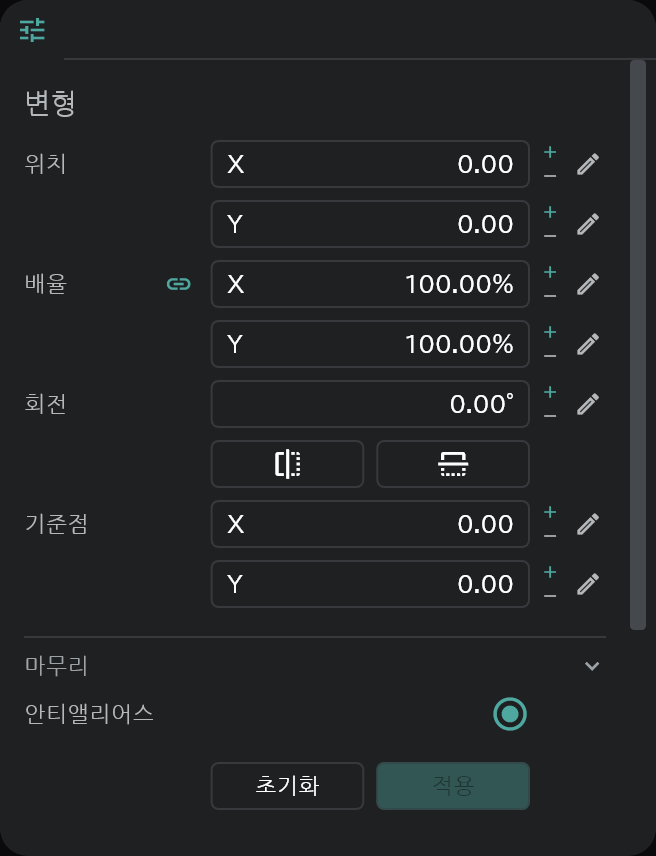 변형
위치 X 0.00
Y 0.00
배율 X 100.00%
Y 100.00%
회전 0.00°
기준점 X 0.00
Y 0.00
마무리
안티앨리어스
초기화 적용